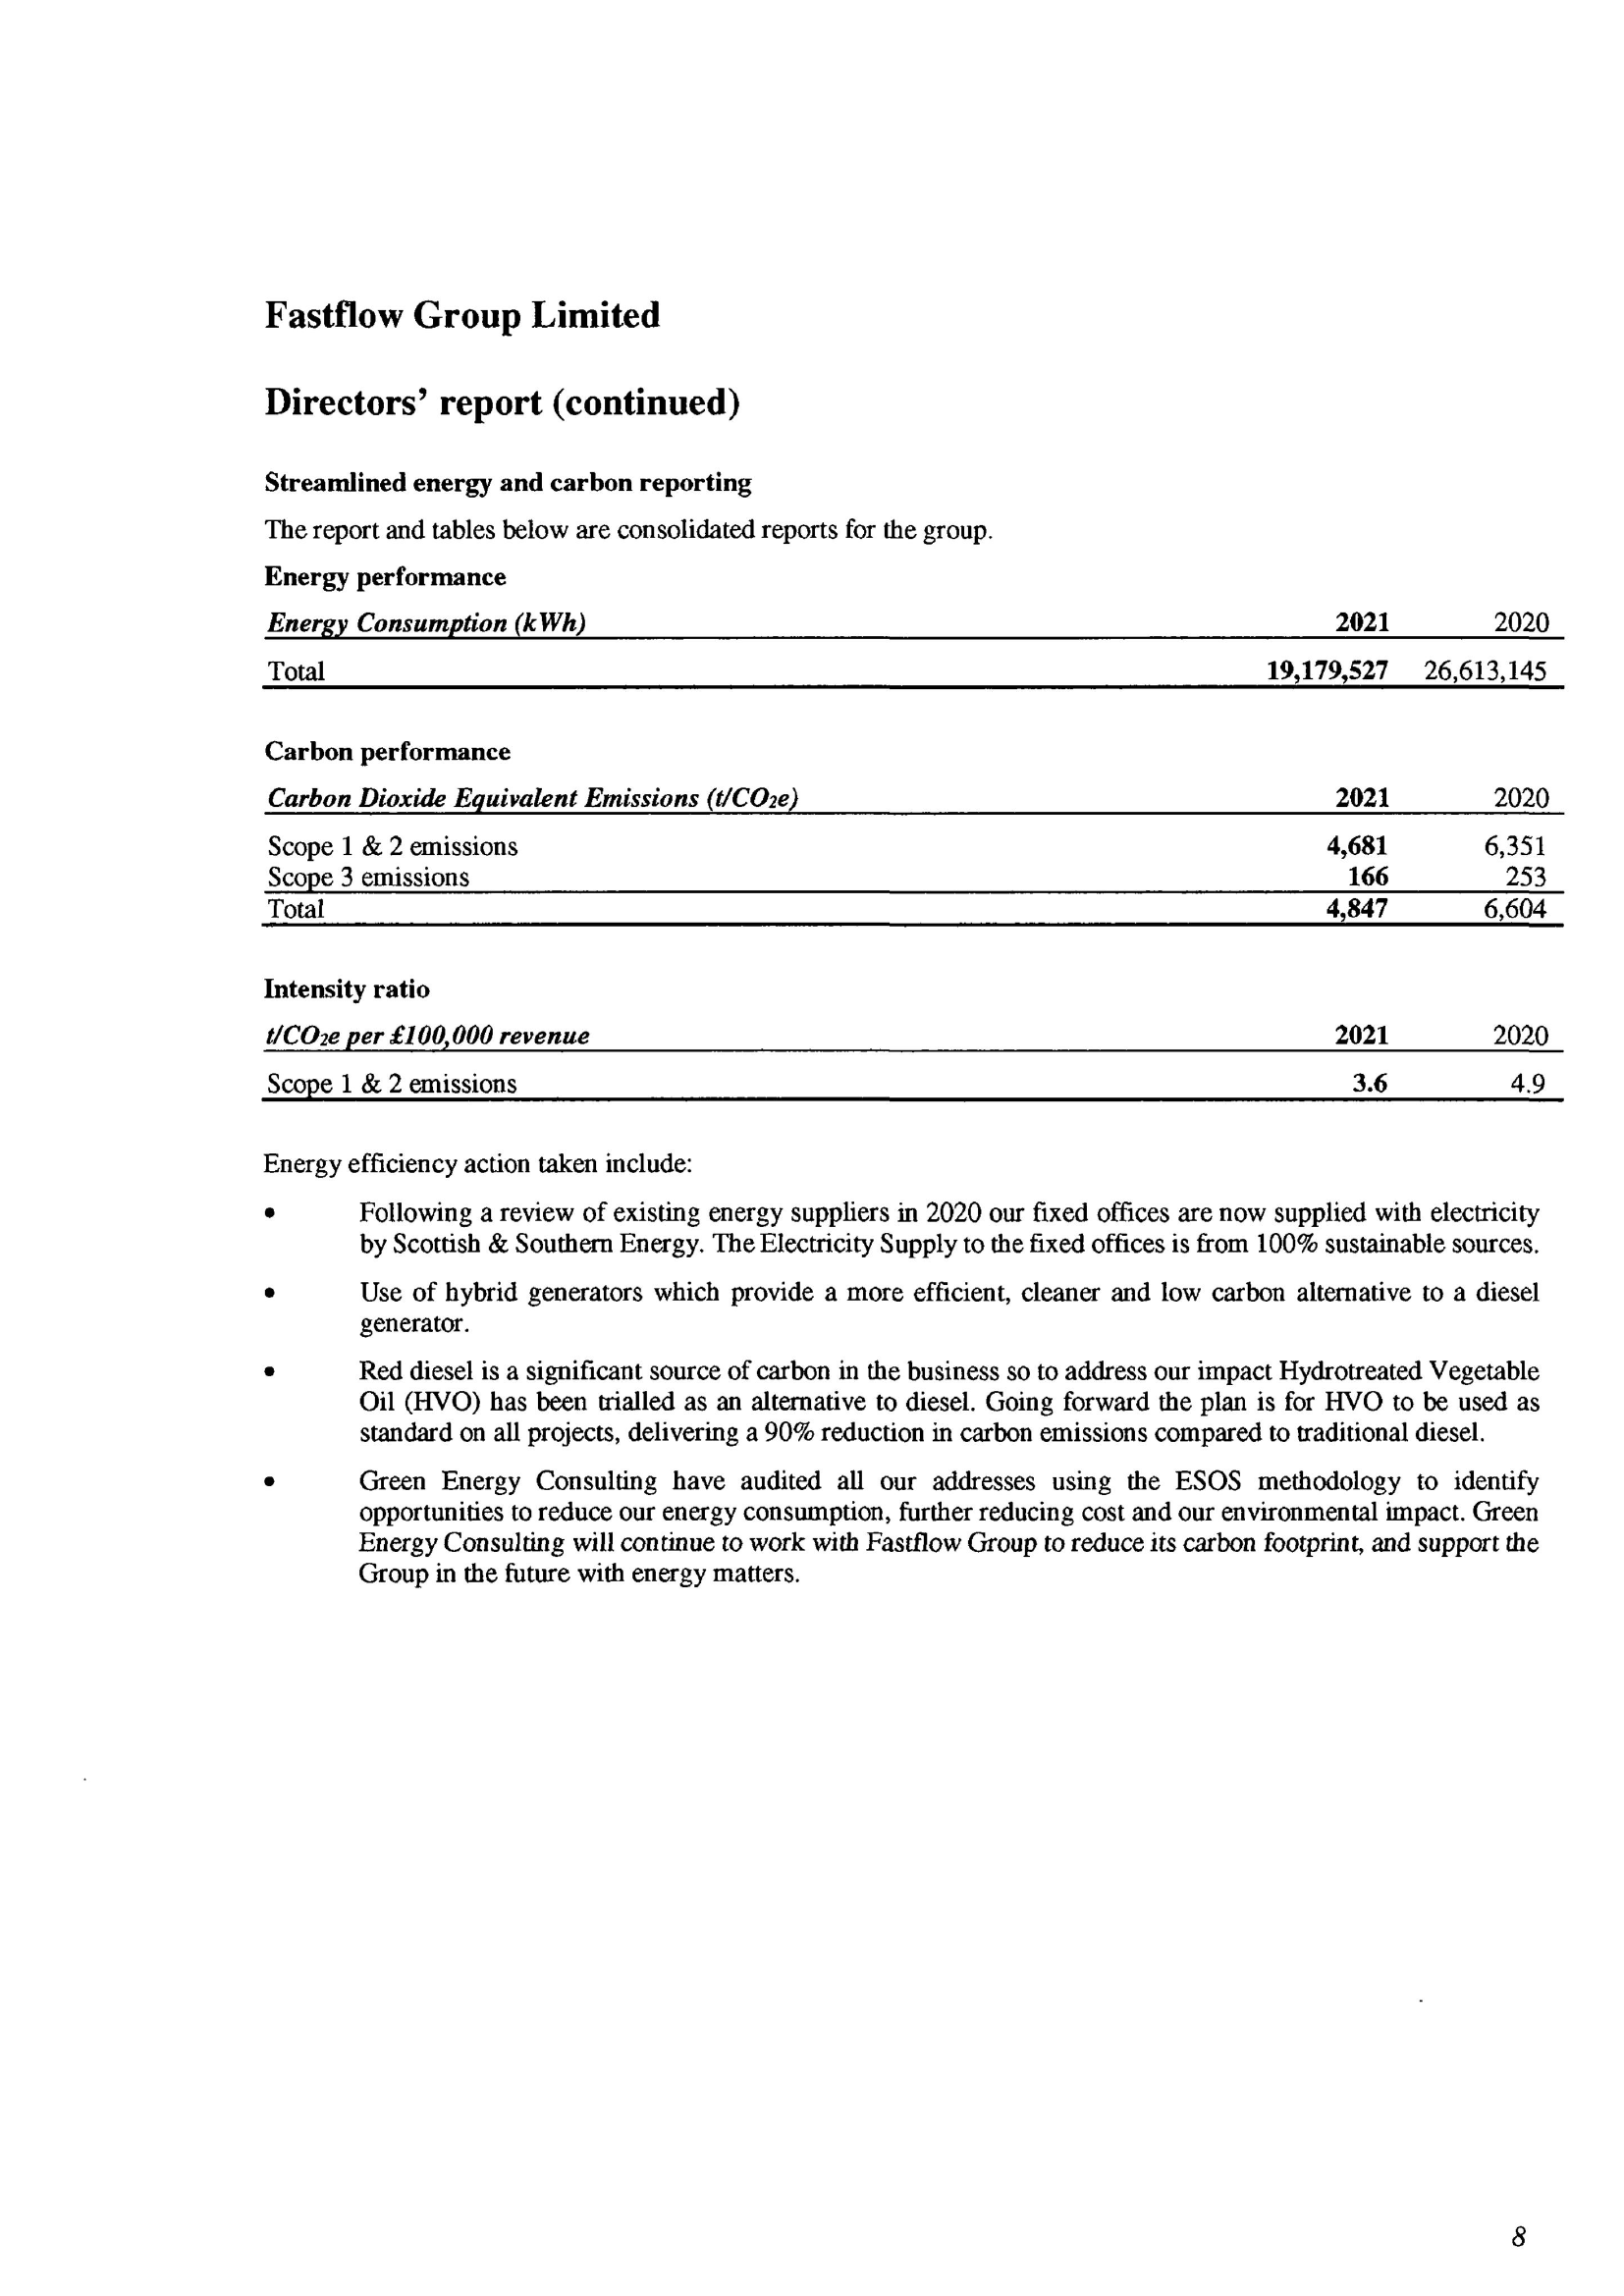 Fastflow Group Limited
Directors' report (continued)
Streamlined energy and carbon reporting
The report and tables below are consolidated reports for the group.
Energy performance
Energy Consumption (kWh) 2021 2020
Total 19,179,527 26,613,145
Carbon performance
Carbon Dioxide Equivalent Emissions (t/CO2e) 2021 2020
Scope 1 & 2 emissions 4,681 6,351
Scope 3 emissions 166 253
Total 4,847 6,604
Intensity ratio
t/CO2e per £100,000 revenue 2021 2020
Scope 1 & 2 emissions 3.6 4.9
Energy efficiency action taken include:
• Following a review of existing energy suppliers in 2020 our fixed offices are now supplied with electricity
by Scottish & Southern Energy. The Electricity Supply to the fixed offices is from 100% sustainable sources.
• Use of hybrid generators which provide a more efficient, cleaner and low carbon alternative to a diesel
generator.
• Red diesel is a significant source of carbon in the business so to address our impact Hydrotreated Vegetable
Oil (HVO) has been trialled as an alternative to diesel. Going forward the plan is for HVO to be used as
standard on all projects, delivering a 90% reduction in carbon emissions compared to traditional diesel.
• Green Energy Consulting have audited all our addresses using the ESOS methodology to identify
opportunities to reduce our energy consumption, further reducing cost and our environmental impact. Green
Energy Consulting will continue to work with Fastflow Group to reduce its carbon footprint, and support the
Group in the future with energy matters.
8